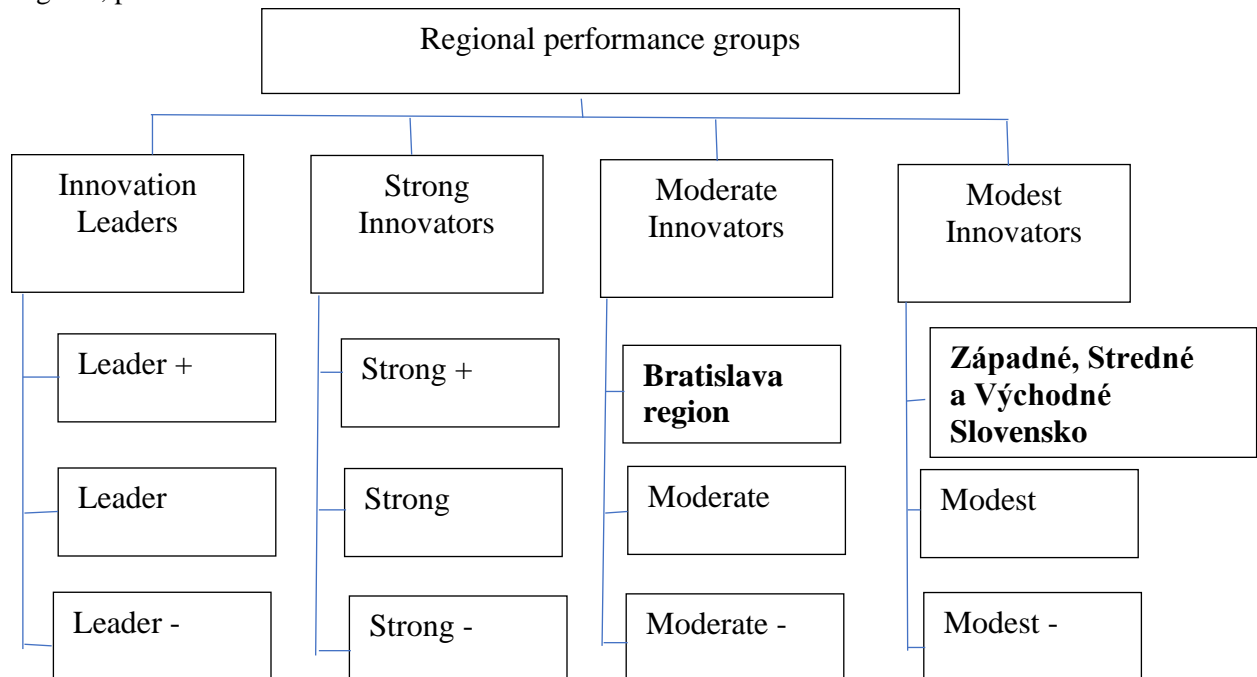 Regional performance groups
Innovation
Leaders
Strong
Innovators
Moderate
Innovators
Modest
Innovators
Leader +
Strong +
Bratislava
region
Západné, Stredné
a Východné
Slovensko
Leader
Strong
Moderate
Modest
Leader -
Strong -
Moderate -
Modest -